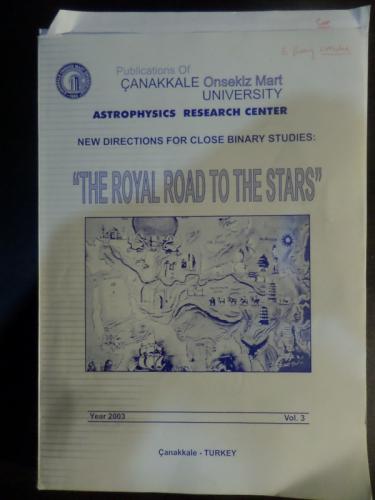 Publications Of
ÇANAKKALE Onsekiz Mart
UNIVERSITY
ASTROPHYSICS RESEARCH CENTER
NEW DIRECTIONS FOR CLOSE BINARY STUDIES:
"THE ROYAL ROAD TO THE STARS"
Year 2003 Vol. 3
Çanakkale - TURKEY